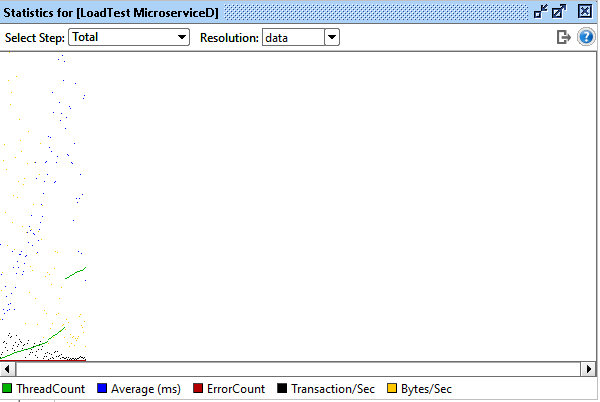 Statistics for [LoadTest MicroserviceD]
Select Step: Total Resolution: data
ThreadCount Average (ms) ErrorCount Transaction/Sec Bytes/Sec